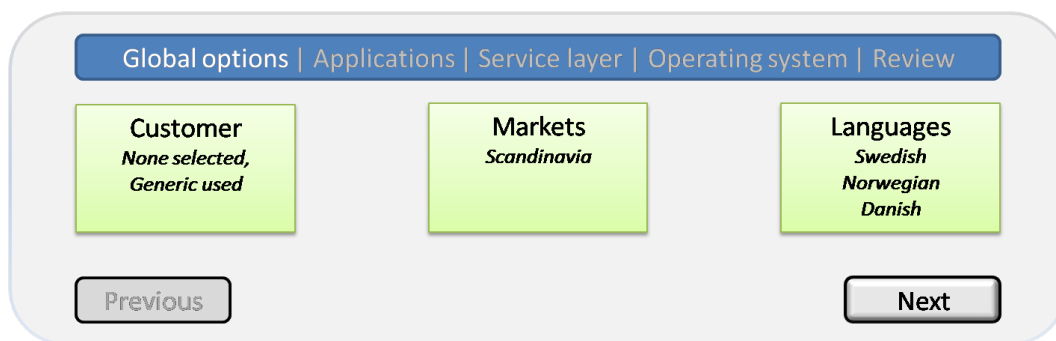 Global options | Applications | Service layer | Operating system | Review
Customer
None selected,
Generic used
Markets
Scandinavia
Languages
Swedish
Norwegian
Danish
Previous
Next